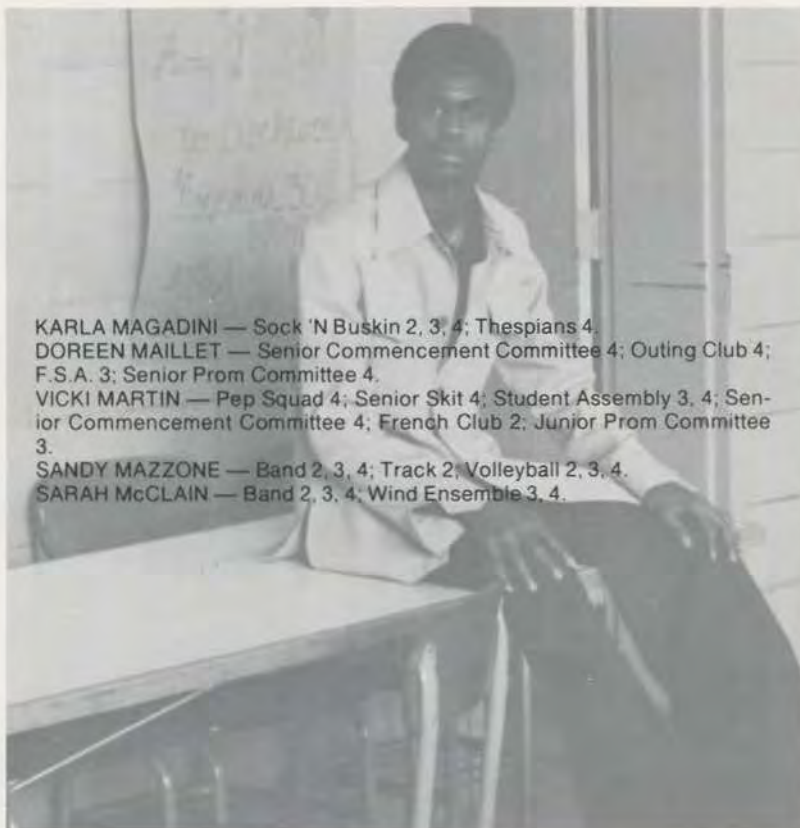 KARLA MAGADINI — Sock 'N Buskin 2, 3, 4; Thespians 4.
DOREEN MAILLET — Senior Commencement Committee 4; Outing Club 4;
F.S.A. 3; Senior Prom Committee 4.
VICKI MARTIN — Pep Squad 4; Senior Skit 4; Student Assembly 3, 4; Sen-
ior Commencement Committee 4; French Club 2; Junior Prom Committee
3.
SANDY MAZZONE — Band 2, 3, 4; Track 2; Volleyball 2, 3, 4.
SARAH McCLAIN — Band 2, 3, 4; Wind Ensemble 3, 4.